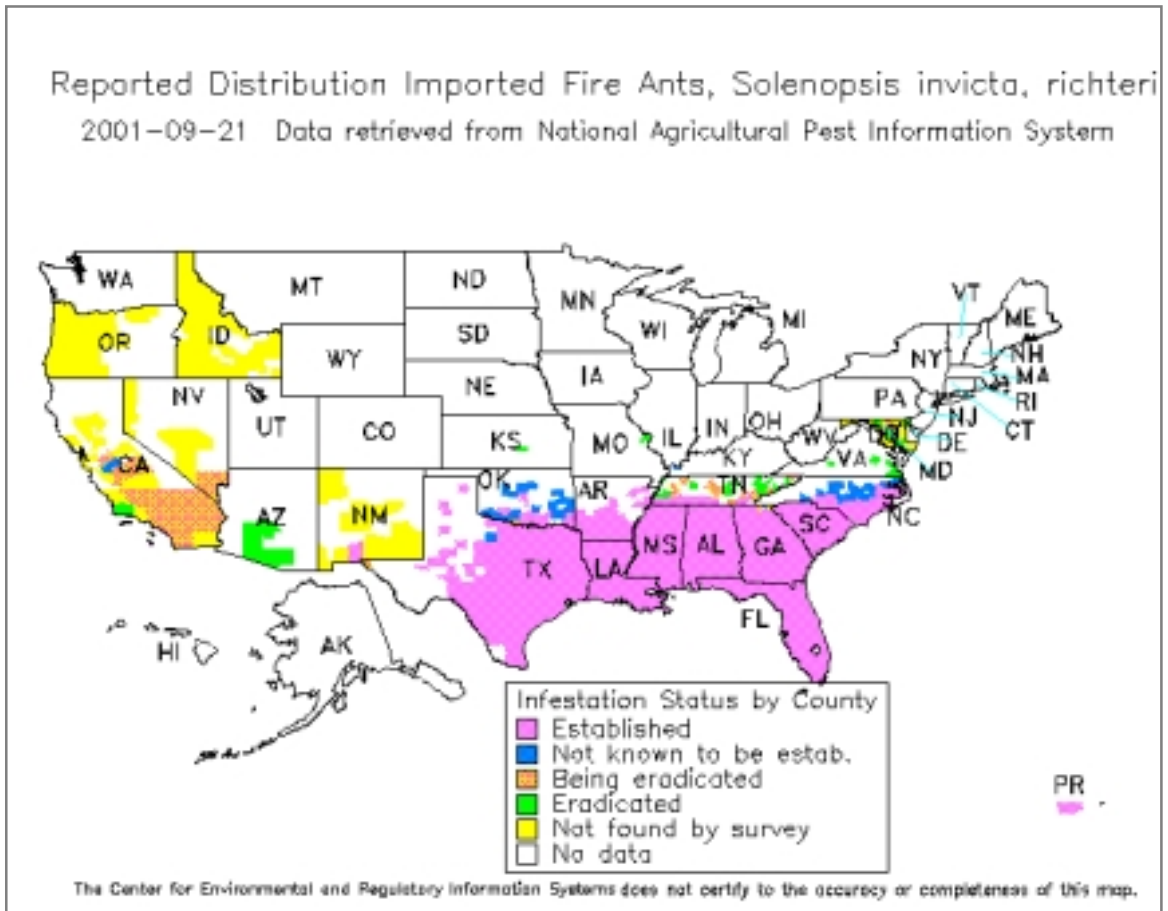 Reported Distribution Imported Fire Ants, Solenopsis invicta, richteri
2001-09-21 Data retrieved from National Agricultural Pest Information System
WA
MT
ND
MN
VT
ME
OR
ID
SD
WI
MI
NY
NH
WY
MA
NV
NE
IA
PA
RI
UT
CO
IL
IN
OH
NJ
CT
KS
MO
WV
DE
CA
KY
VA
MD
OK
AR
TN
AZ
NM
NC
SC
MS
AL
GA
TX
LA
FL
HI
AK
Infestation Status by County
Established
Not known to be estab.
Being eradicated
Eradicated
Not found by survey
No data
PR
The Center for Environmental and Regulatory Information Systems does not certify to the accuracy or completeness of this map.